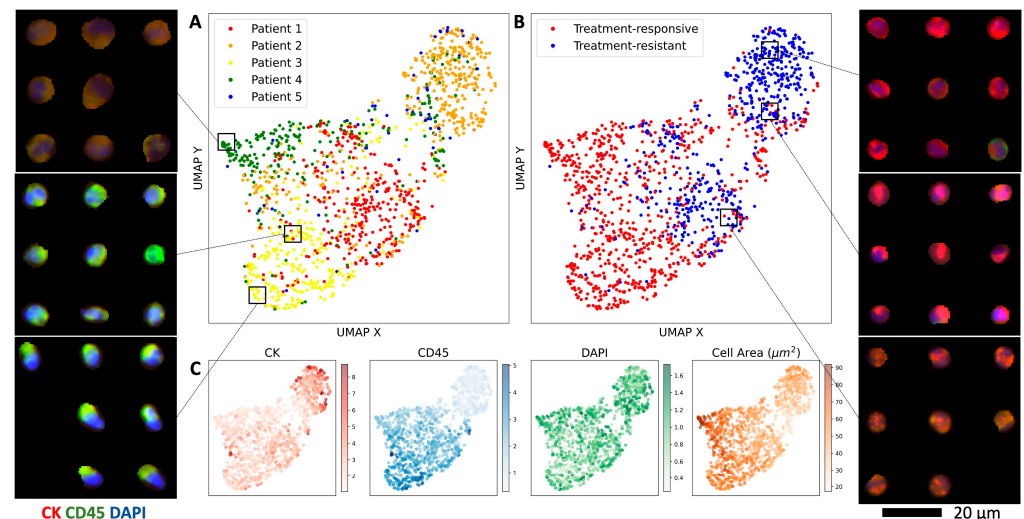 A
Patient 1
Patient 2
Patient 3
Patient 4
Patient 5
UMAP Y
UMAP X
B
Treatment-responsive
Treatment-resistant
UMAP Y
UMAP X
C
CK
8
7
6
5
4
3
2
CD45
5
4
3
2
1
DAPI
1.6
1.4
1.2
1.0
0.8
0.6
0.4
Cell Area (μm²)
90
80
70
60
50
40
30
20
CK CD45 DAPI
20 μm